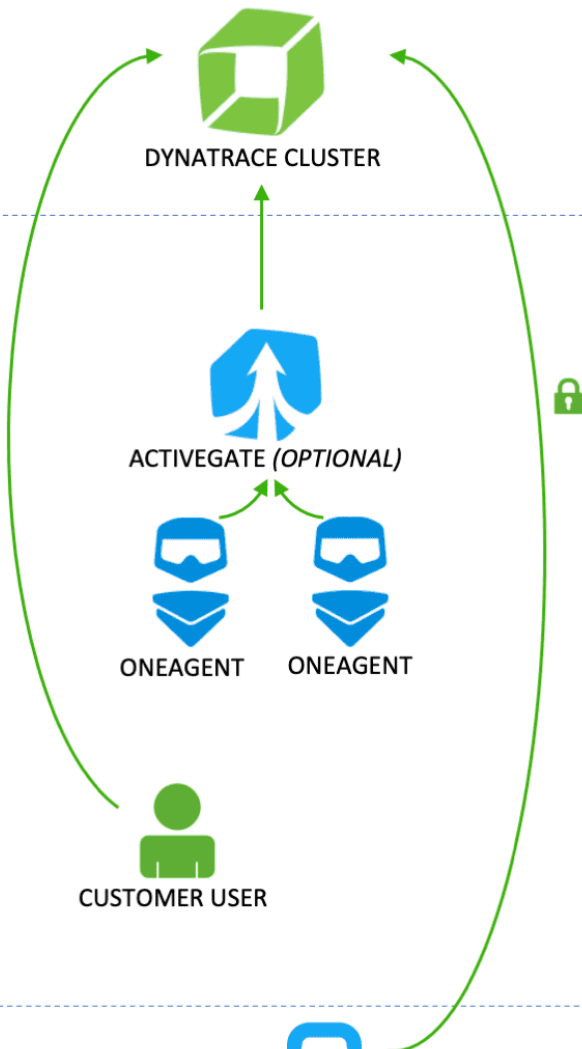 DYNATRACE CLUSTER
ACTIVEGATE (OPTIONAL)
ONEAGENT
ONEAGENT
CUSTOMER USER